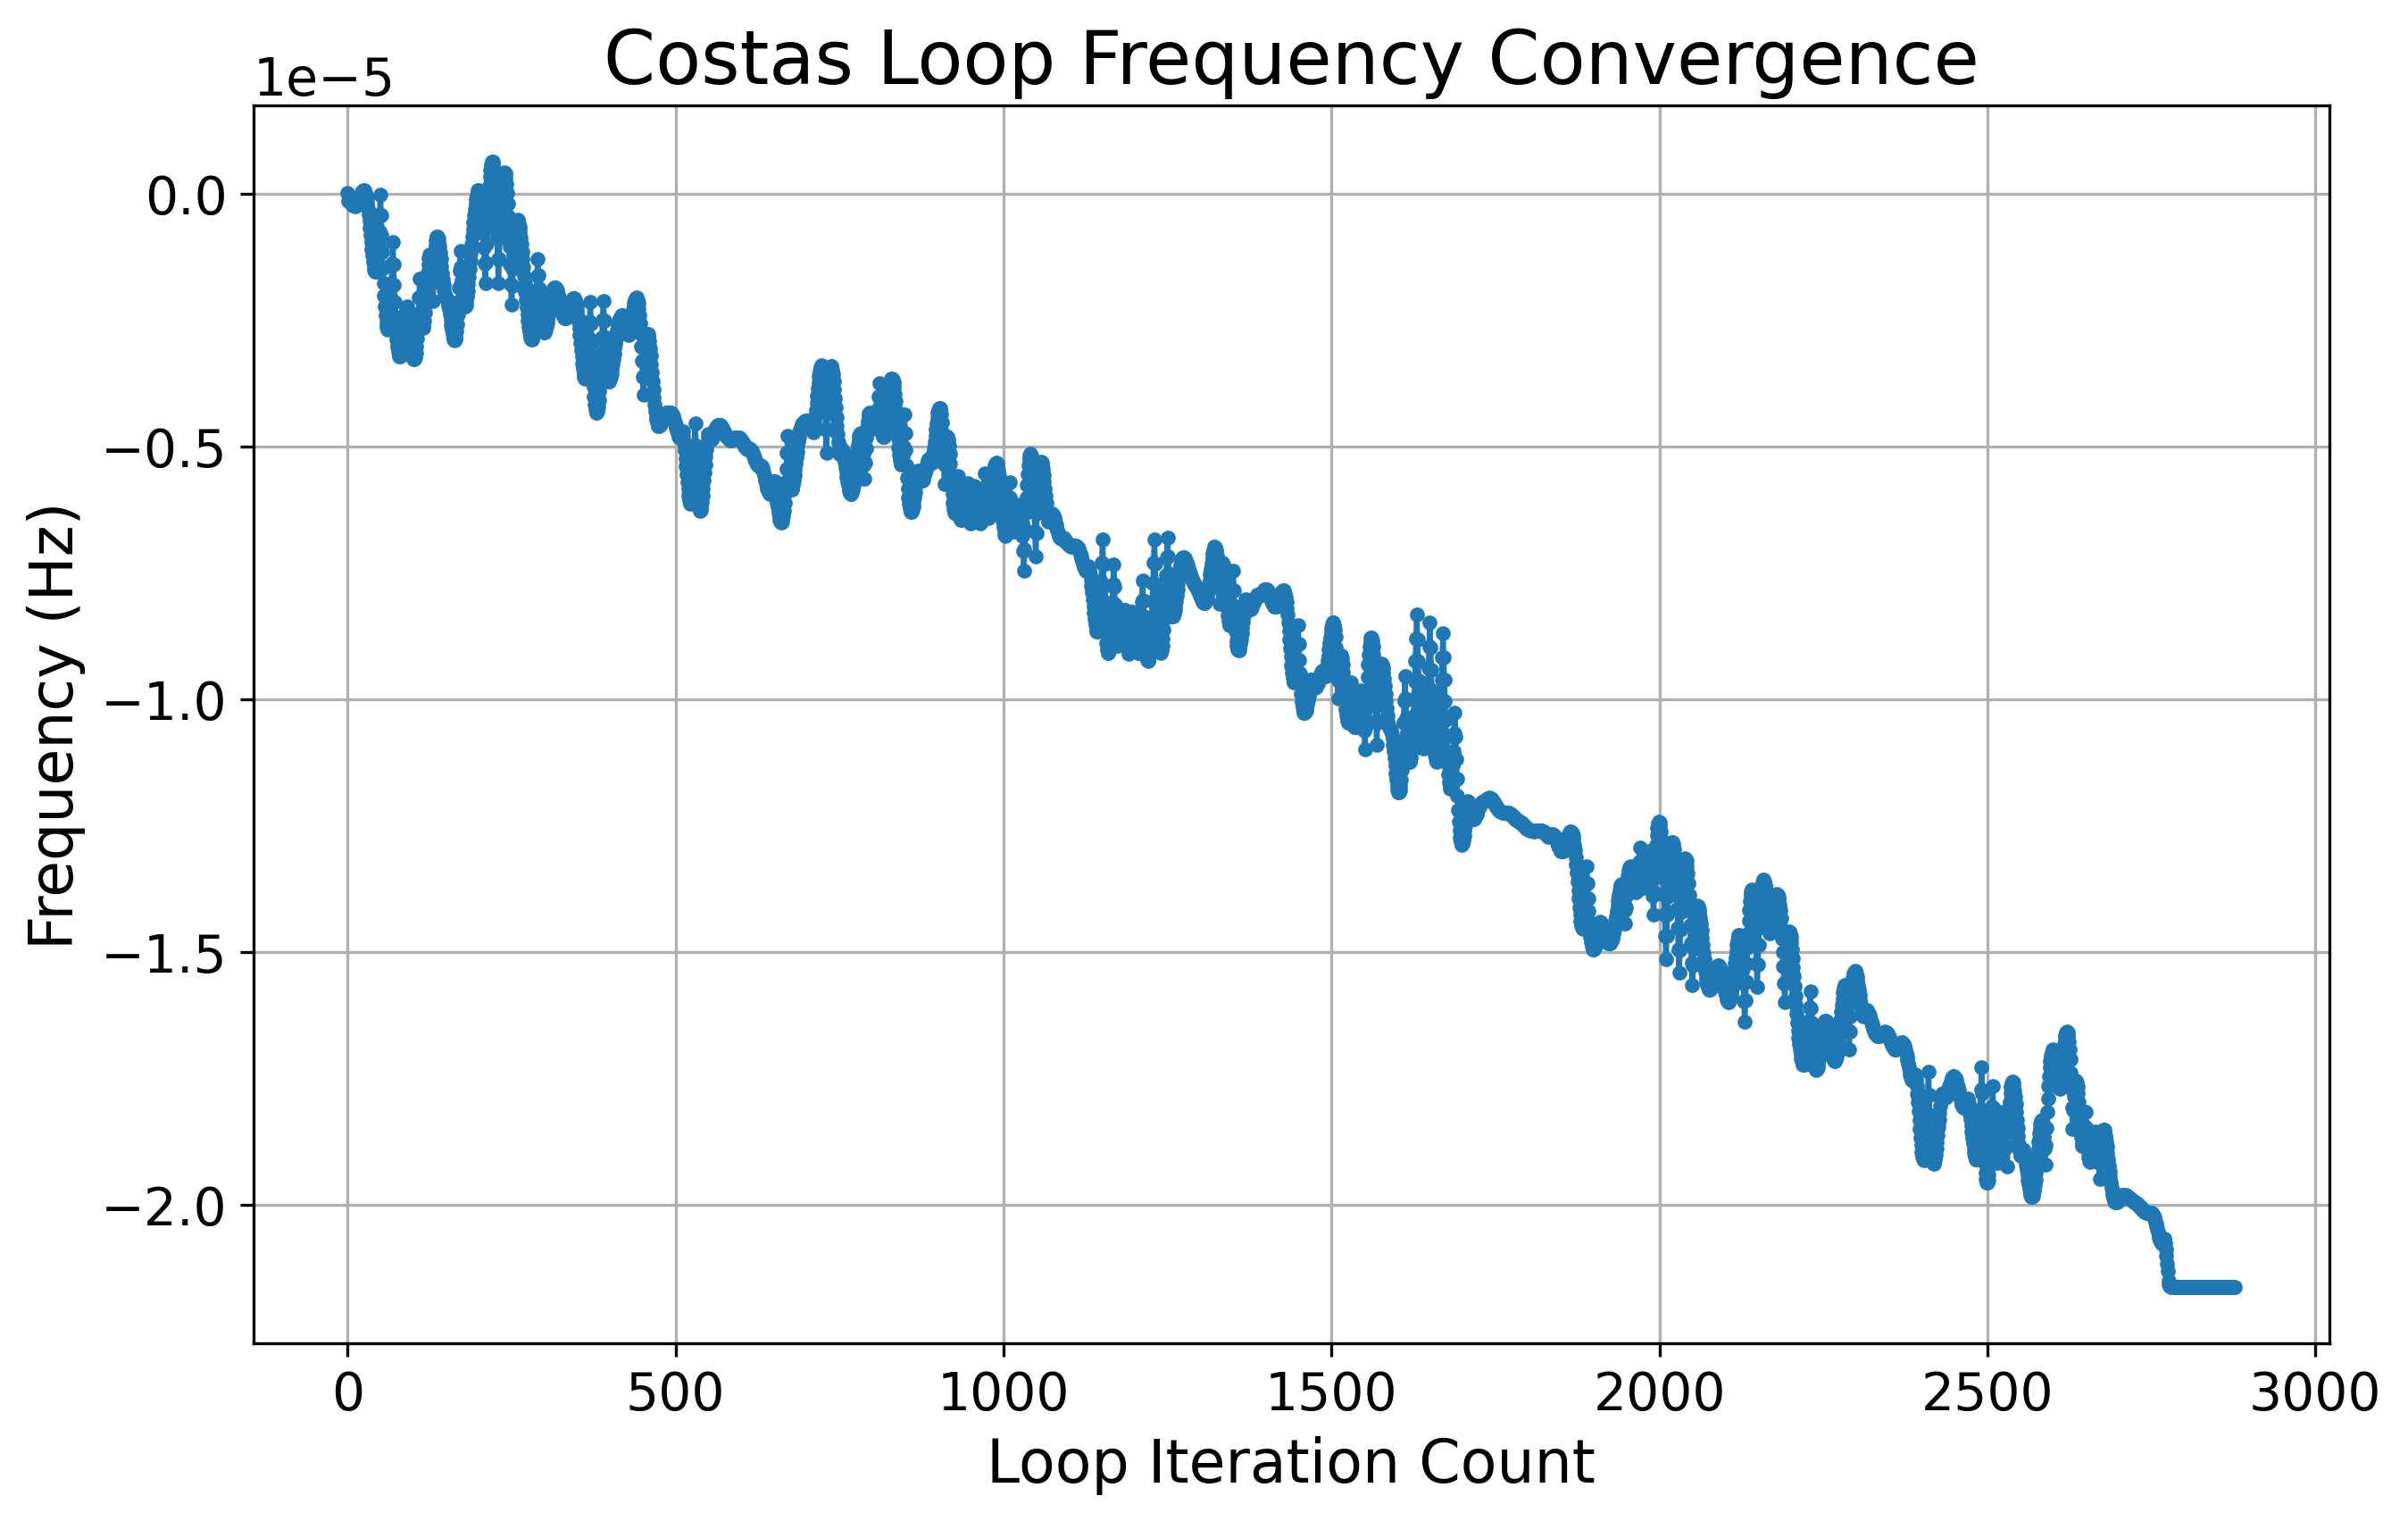 Costas Loop Frequency Convergence
1e−5
0.0
−0.5
−1.0
−1.5
−2.0
Frequency (Hz)
0 500 1000 1500 2000 2500 3000
Loop Iteration Count